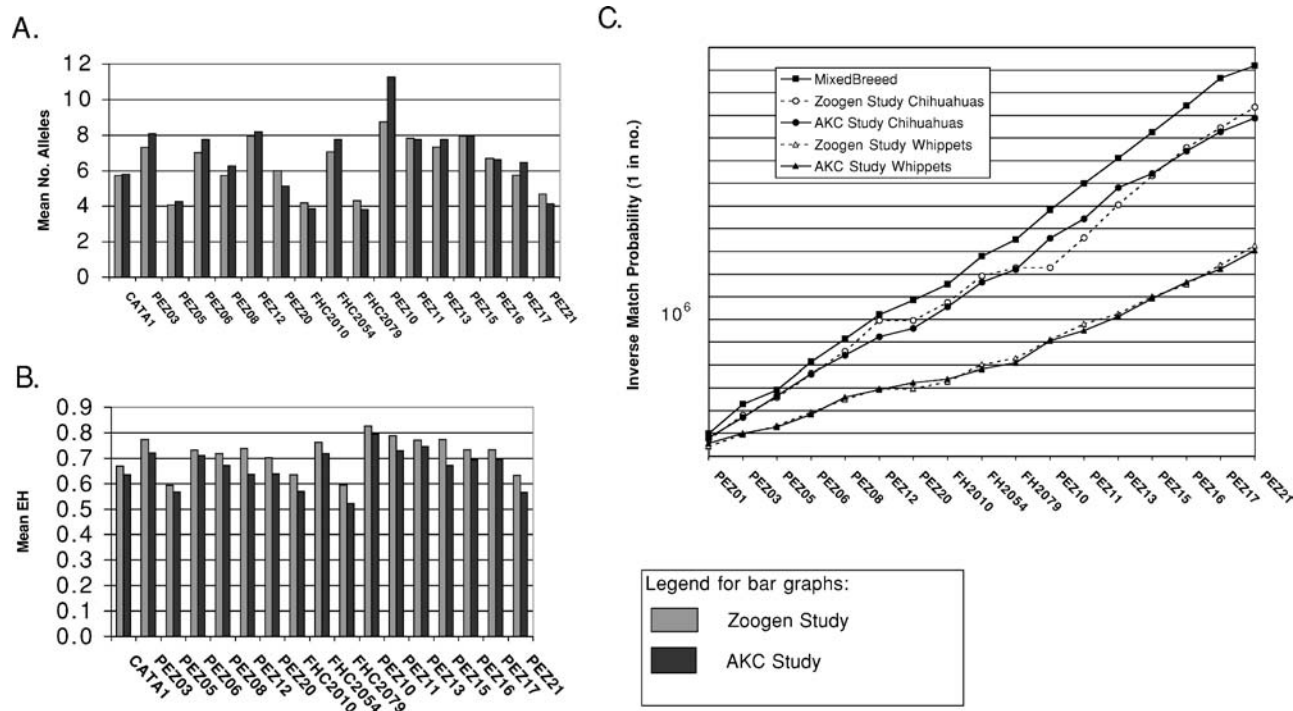 A.
Mean No. Alleles
12
10
8
6
4
2
0
CATA1
PEZ03
PEZ05
PEZ06
PEZ08
PEZ12
PEZ20
FHC2010
FHC2054
FHC2079
PEZ10
PEZ11
PEZ13
PEZ15
PEZ16
PEZ17
PEZ21
B.
Mean EH
0.9
0.8
0.7
0.6
0.5
0.4
0.3
0.2
0.1
0.0
CATA1
PEZ03
PEZ05
PEZ06
PEZ08
PEZ12
PEZ20
FHC2010
FHC2054
FHC2079
PEZ10
PEZ11
PEZ13
PEZ15
PEZ16
PEZ17
PEZ21
C.
Inverse Match Probability (1 in no.)
10⁶
MixedBreeed
Zoogen Study Chihuahuas
AKC Study Chihuahuas
Zoogen Study Whippets
AKC Study Whippets
PEZ01
PEZ03
PEZ05
PEZ06
PEZ08
PEZ12
PEZ20
FH2010
FH2054
FH2079
PEZ10
PEZ11
PEZ13
PEZ15
PEZ16
PEZ17
PEZ21
Legend for bar graphs:
Zoogen Study
AKC Study